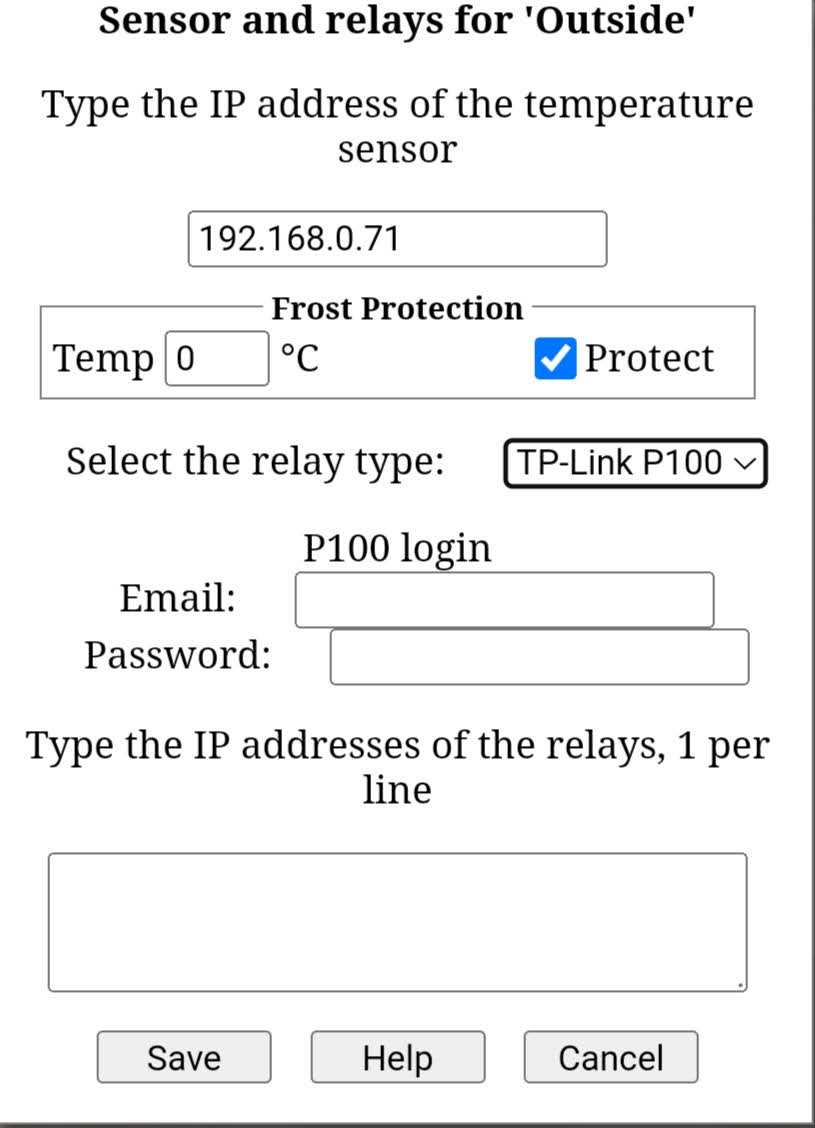 Sensor and relays for 'Outside'
Type the IP address of the temperature
sensor
192.168.0.71
Frost Protection
Temp 0 °C Protect
Select the relay type: TP-Link P100
P100 login
Email:
Password:
Type the IP addresses of the relays, 1 per
line
Save Help Cancel